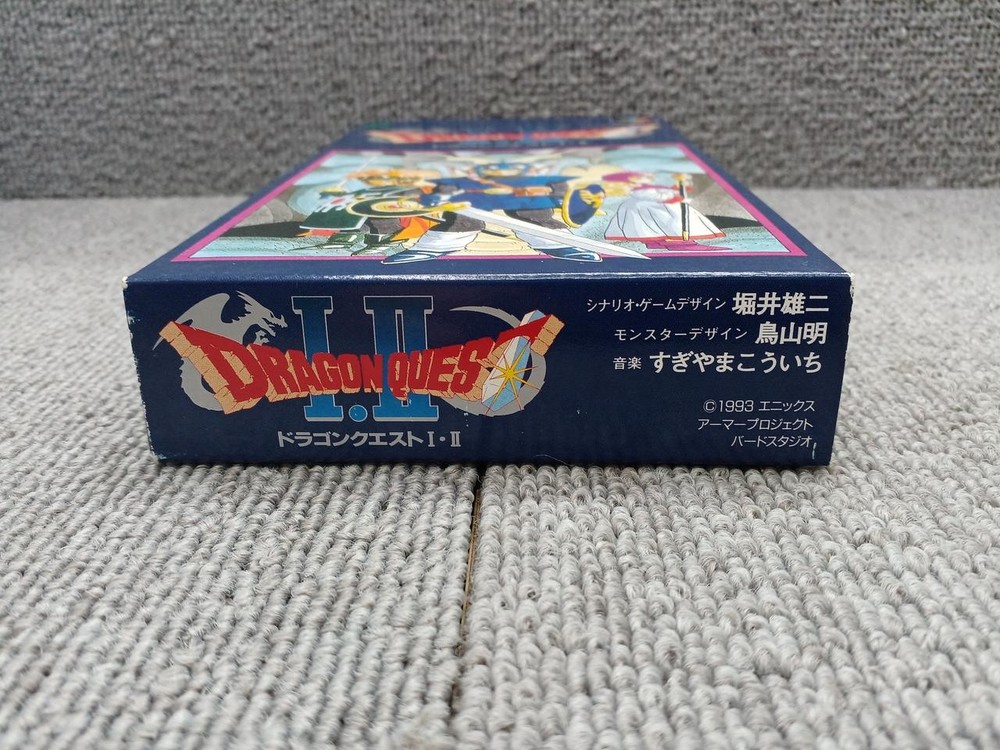 DRAGON QUEST
I.II
DRAGON QUEST
ドラゴンクエストI・II
シナリオ・ゲームデザイン 堀井雄二
モンスターデザイン 鳥山明
音楽 すぎやまこういち
©1993 エニックス
アーマープロジェクト
バードスタジオ